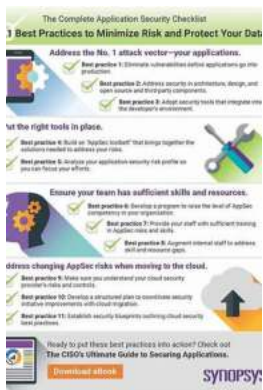 The Complete Application Security Checklist
1 Best Practices to Minimize Risk and Protect Your Data
Address the No. 1 attack vector—your applications.
Best practice 1: Eliminate vulnerabilities before applications go into
production.
Best practice 2: Address security in architecture, design, and
open source and third-party components.
Best practice 3: Adopt security tools that integrate into
the developer's environment.
ut the right tools in place.
Best practice 4: Build an "AppSec toolbelt" that brings together the
solutions needed to address your risks.
Best practice 5: Analyze your application security risk profile so
you can focus your efforts.
Ensure your team has sufficient skills and resources.
Best practice 6: Develop a program to raise the level of AppSec
competency in your organization.
Best practice 7: Provide your staff with sufficient training
in AppSec risks and skills.
Best practice 8: Augment internal staff to address
skill and resource gaps.
ddress changing AppSec risks when moving to the cloud.
Best practice 9: Make sure you understand your cloud security
provider's risks and controls.
Best practice 10: Develop a structured plan to coordinate security
initiative improvements with cloud migration.
Best practice 11: Establish security blueprints outlining cloud security
best practices.
Ready to put these best practices into action? Check out
The CISO's Ultimate Guide to Securing Applications.
Download eBook
SYNOPSYS